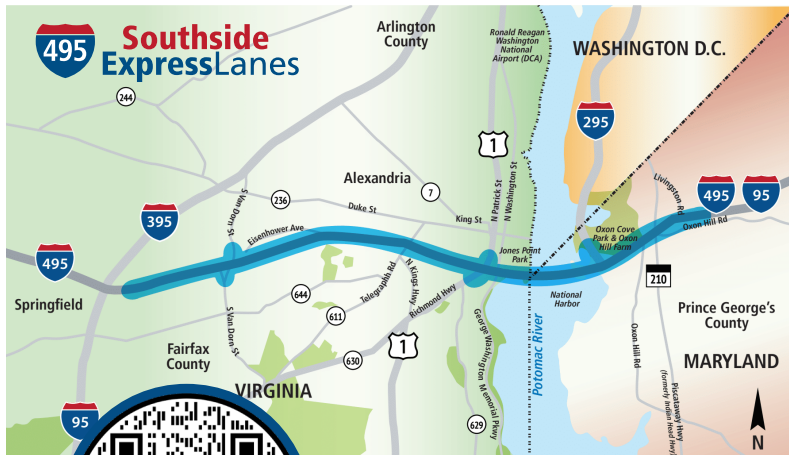 495
Southside
ExpressLanes
Arlington
County
Ronald Reagan
Washington
National
Airport (DCA)
WASHINGTON D.C.
244
295
1
395
S Van Dorn St
236
Duke St
Alexandria
7
King St
N Patrick St
N Washington St
Livingston Rd
495
95
Oxon Hill Rd
Eisenhower Ave
Jones Point
Park
Oxon Cove
Park & Oxon
Hill Farm
495
Springfield
644
Telegraphh Rd
N Kings Hwy
Richmond Hwy
National
Harbor
210
Prince George's
County
MARYLAND
611
S Van Dorn St
Fairfax
County
630
1
VIRGINIA
George Washington Memorial Pkwy
Potomac River
Oxon Hill Rd
Piscataway Hwy
(formerly Indian Head Hwy)
95
629
N